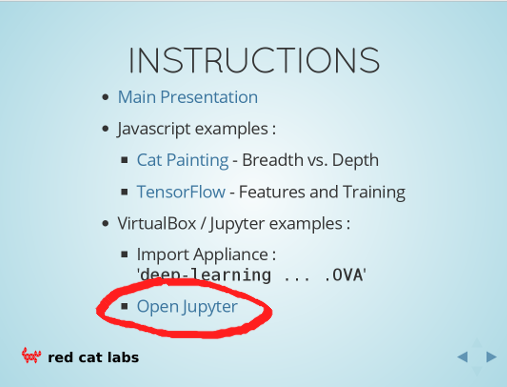 INSTRUCTIONS
Main Presentation
Javascript examples :
Cat Painting - Breadth vs. Depth
TensorFlow - Features and Training
VirtualBox / Jupyter examples :
Import Appliance :
'deep-learning ... .OVA'
Open Jupyter
red cat labs